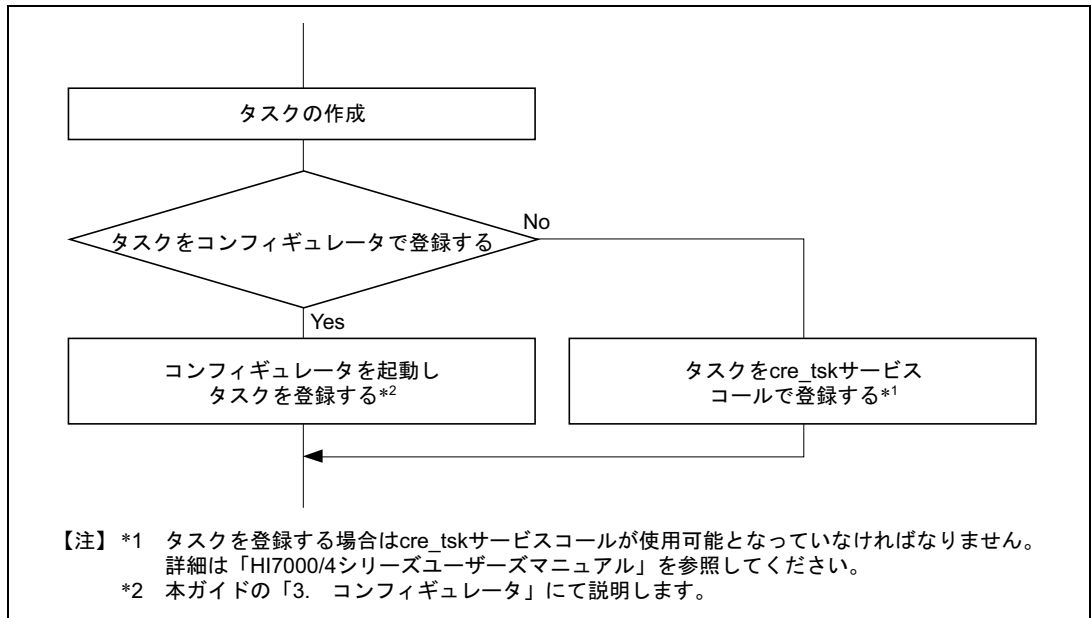 タスクの作成
タスクをコンフィギュレータで登録する
No
Yes
コンフィギュレータを起動し
タスクを登録する*2
タスクをcre_tskサービス
コールで登録する*1
【注】 *1 タスクを登録する場合はcre_tskサービスコールが使用可能となっていなければなりません。
詳細は「HI7000/4シリーズユーザーズマニュアル」を参照してください。
*2 本ガイドの「3. コンフィギュレータ」にて説明します。